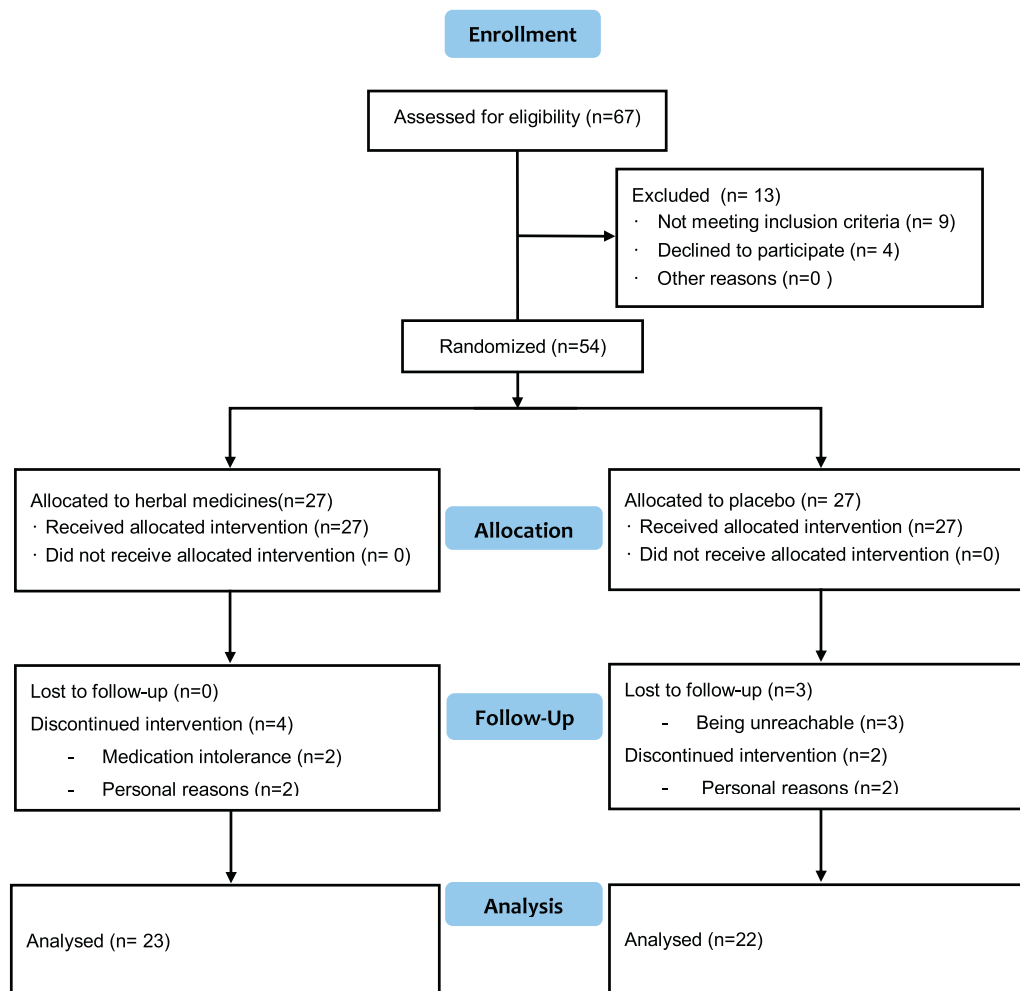 Enrollment
Assessed for eligibility (n=67)
Excluded (n= 13)
· Not meeting inclusion criteria (n= 9)
· Declined to participate (n= 4)
· Other reasons (n=0 )
Randomized (n=54)
Allocation
Allocated to herbal medicines(n=27)
· Received allocated intervention (n=27)
· Did not receive allocated intervention (n= 0)
Allocated to placebo (n= 27)
· Received allocated intervention (n=27)
· Did not receive allocated intervention (n=0)
Follow-Up
Lost to follow-up (n=0)
Discontinued intervention (n=4)
- Medication intolerance (n=2)
- Personal reasons (n=2)
Lost to follow-up (n=3)
- Being unreachable (n=3)
Discontinued intervention (n=2)
- Personal reasons (n=2)
Analysis
Analysed (n= 23)
Analysed (n=22)